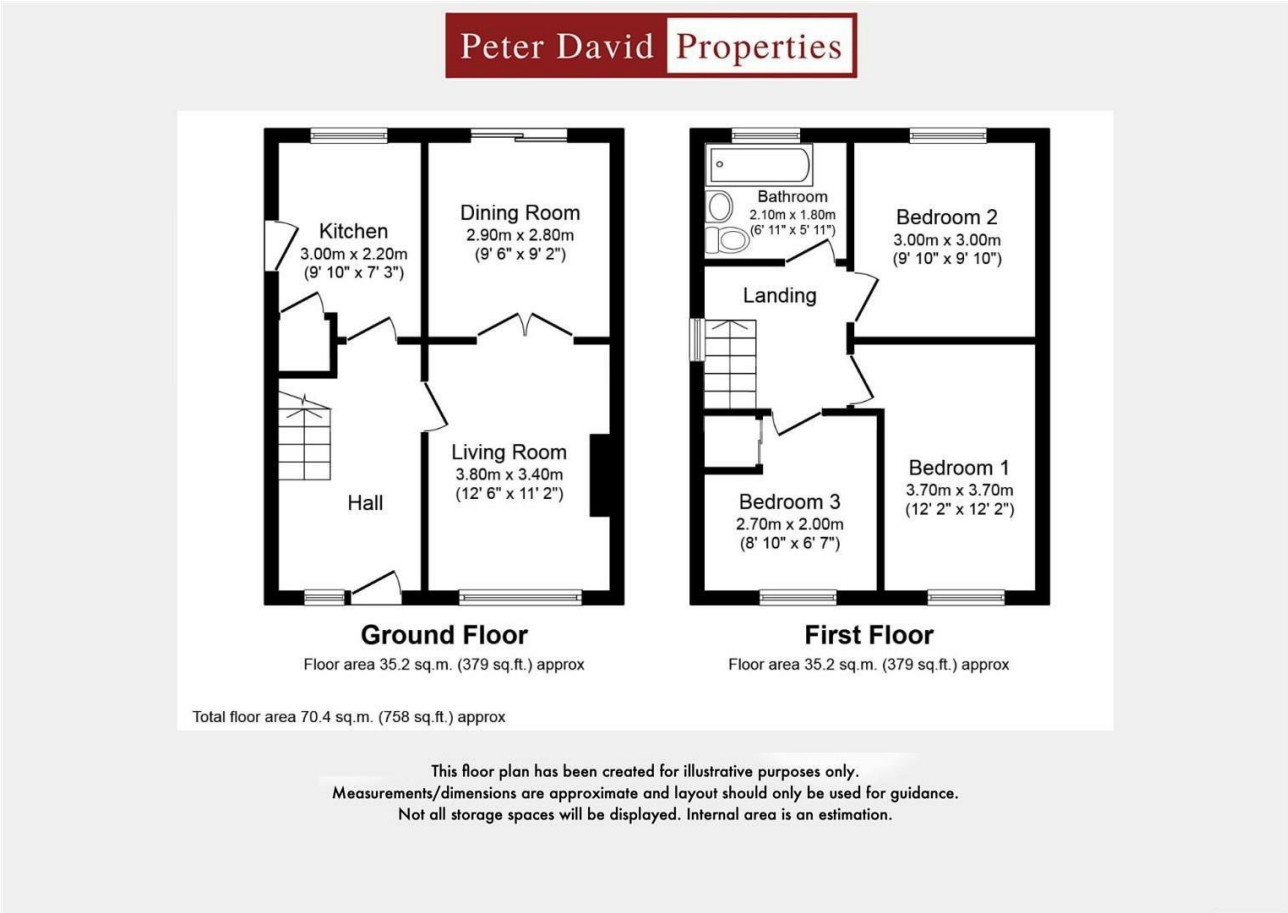 Peter David Properties
Kitchen
3.00m x 2.20m
(9' 10" x 7' 3")
Dining Room
2.90m x 2.80m
(9' 6" x 9' 2")
Living Room
3.80m x 3.40m
(12' 6" x 11' 2")
Hall
Ground Floor
Floor area 35.2 sq.m. (379 sq.ft.) approx
Bathroom
2.10m x 1.80m
(6' 11" x 5' 11")
Bedroom 2
3.00m x 3.00m
(9' 10" x 9' 10")
Landing
Bedroom 1
3.70m x 3.70m
(12' 2" x 12' 2")
Bedroom 3
2.70m x 2.00m
(8' 10" x 6' 7")
First Floor
Floor area 35.2 sq.m. (379 sq.ft.) approx
Total floor area 70.4 sq.m. (758 sq.ft.) approx
This floor plan has been created for illustrative purposes only.
Measurements/dimensions are approximate and layout should only be used for guidance.
Not all storage spaces will be displayed. Internal area is an estimation.